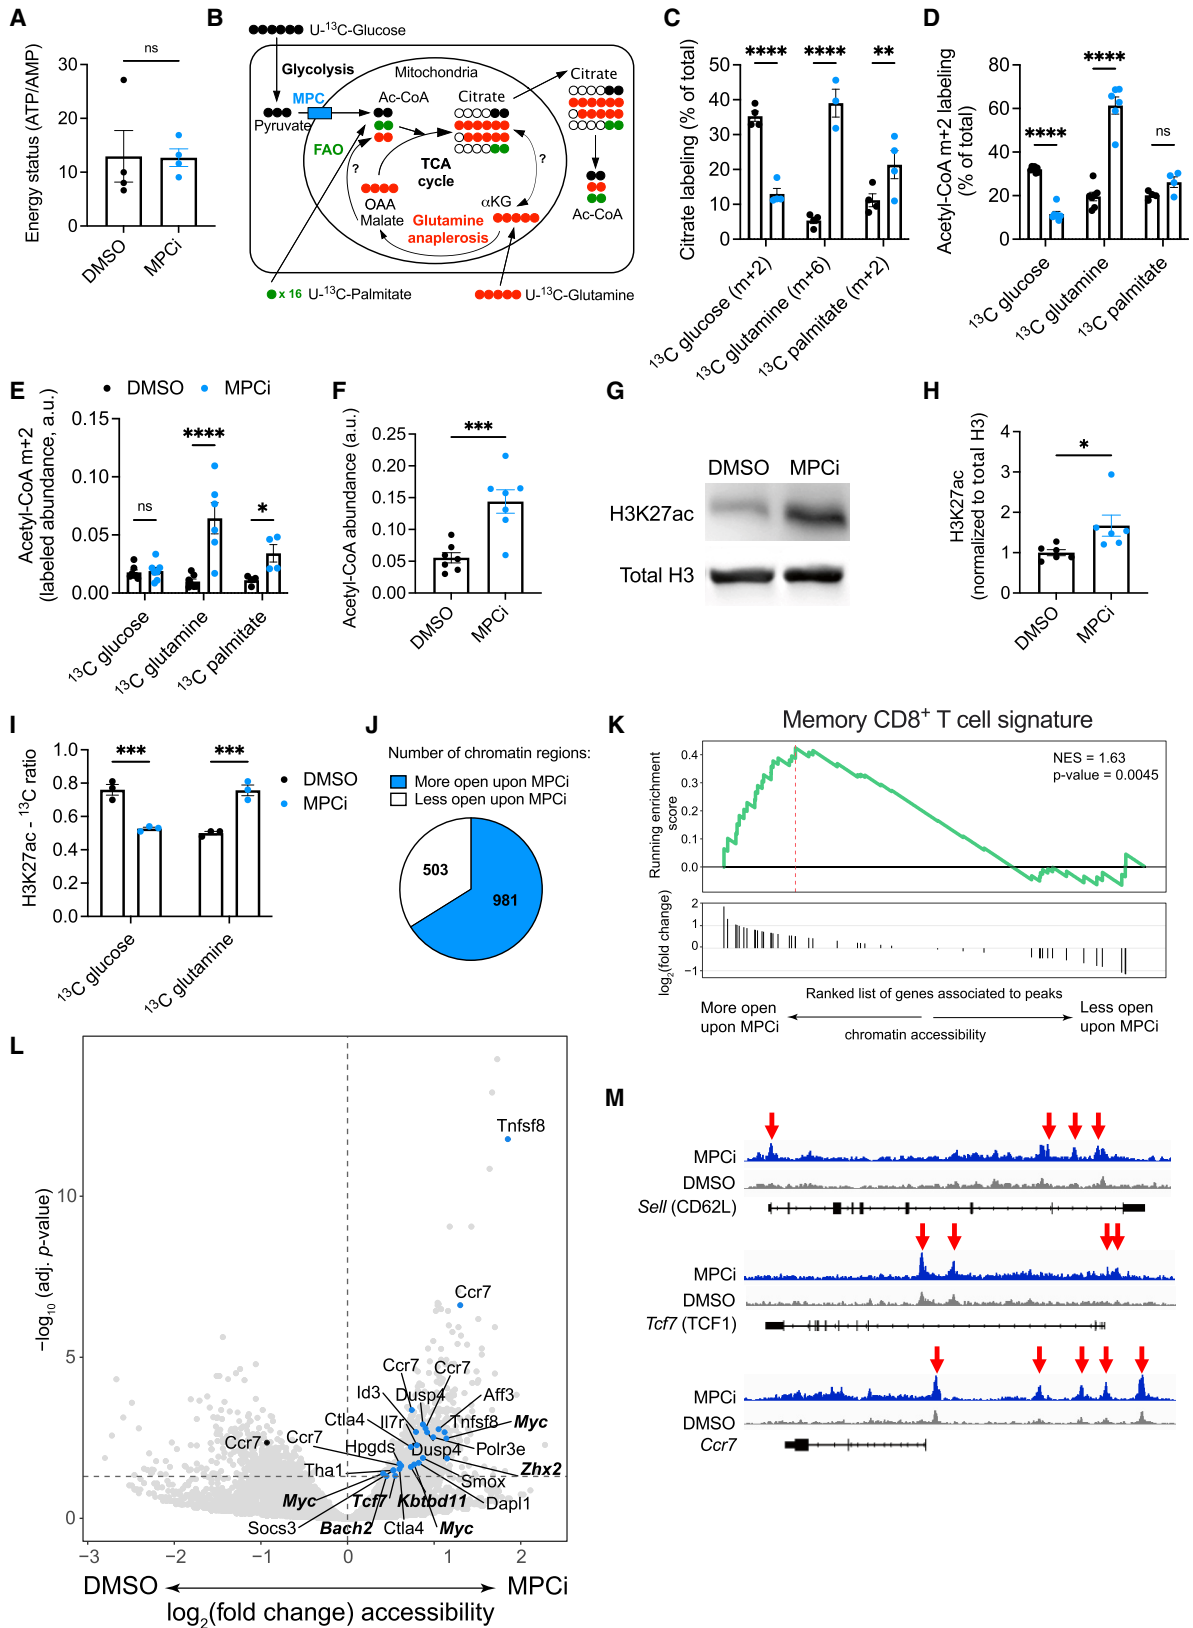 A
Energy status (ATP/AMP)
30
20
10
0
ns
DMSO
MPCi
B
U-13C-Glucose
Glycolysis
MPC
Pyruvate
Mitochondria
Ac-CoA
Citrate
FAO
?
TCA
cycle
OAA
Malate
Glutamine
anaplerosis
αKG
?
Citrate
Ac-CoA
x 16 U-13C-Palmitate
U-13C-Glutamine
C
Citrate labeling (% of total)
50
40
30
20
10
0
**** **** **
13C glucose (m+2)
13C glutamine (m+6)
13C palmitate (m+2)
D
Acetyl-CoA m+2 labeling
(% of total)
80
60
40
20
0
**** **** ns
13C glucose
13C glutamine
13C palmitate
E
DMSO MPCi
Acetyl-CoA m+2
(labeled abundance, a.u.)
0.15
0.10
0.05
0.00
ns **** *
13C glucose
13C glutamine
13C palmitate
F
Acetyl-CoA abundance (a.u.)
0.25
0.20
0.15
0.10
0.05
0.00
***
DMSO
MPCi
G
DMSO MPCi
H3K27ac
Total H3
H
H3K27ac
(normalized to total H3)
4
3
2
1
0
*
DMSO
MPCi
I
H3K27ac - 13C ratio
1.0
0.8
0.6
0.4
0.2
0.0
*** ***
DMSO
MPCi
13C glucose
13C glutamine
J
Number of chromatin regions:
More open upon MPCi
Less open upon MPCi
503
981
K
Memory CD8+ T cell signature
NES = 1.63
p-value = 0.0045
Running enrichment
score
0.4
0.3
0.2
0.1
0.0
log2(fold change)
2
1
0
−1
Ranked list of genes associated to peaks
More open
upon MPCi
Less open
upon MPCi
chromatin accessibility
L
−log10 (adj. p-value)
10
5
0
Tnfsf8
Ccr7
Ccr7 Ccr7
Id3 Dusp4 Aff3
Ctla4 Il7r Tnfsf8 Myc
Ccr7 Ccr7 Hpgds Dusp4 Polr3e
Tha1 Smox Zhx2
Myc Tcf7 Kbtbd11 Dapl1
Socs3 Bach2 Ctla4 Myc
−3 −2 −1 0 1 2
DMSO MPCi
log2(fold change) accessibility
M
MPCi
DMSO
Sell (CD62L)
MPCi
DMSO
Tcf7 (TCF1)
MPCi
DMSO
Ccr7